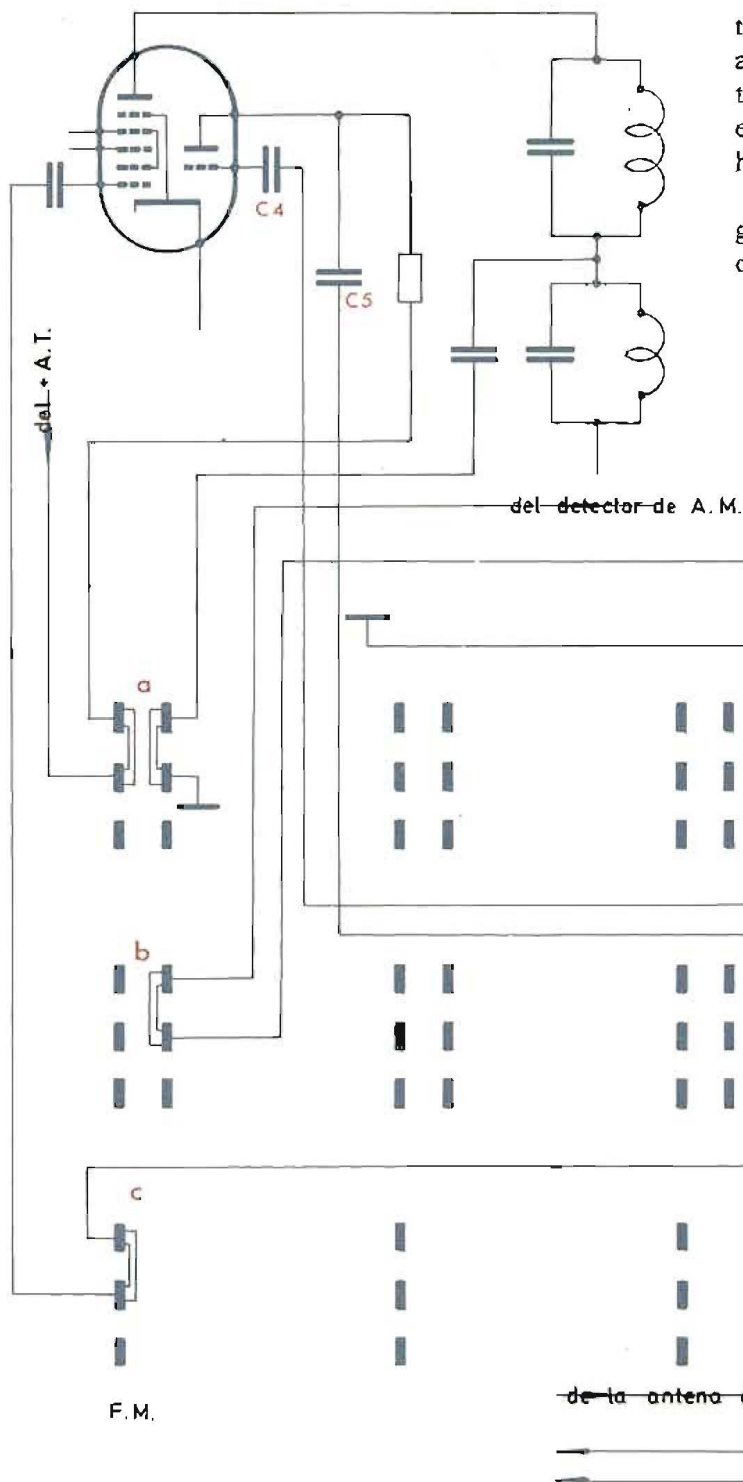 t
a
t
e
h
g
c
C4
C5
del + A.T.
del detector de A.M.
a
b
c
F.M.
de la antena